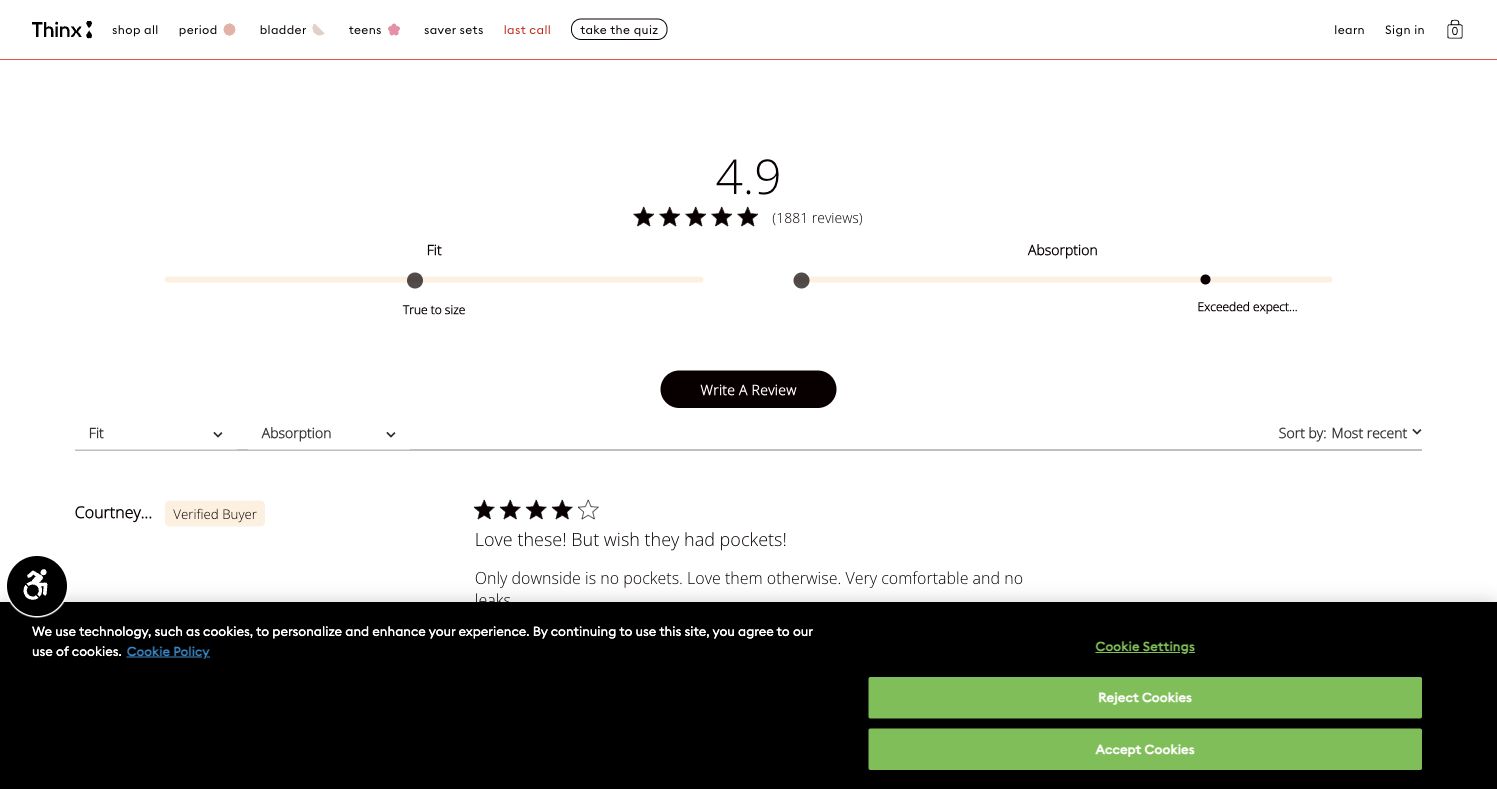 Thinx shop all period bladder teens saver sets last call take the quiz learn Sign in 0
4.9
(1881 reviews)
Fit
Absorption
True to size
Exceeded expect...
Write A Review
Fit
Absorption
Sort by: Most recent
Courtney... Verified Buyer
Love these! But wish they had pockets!
Only downside is no pockets. Love them otherwise. Very comfortable and no
leaks
We use technology, such as cookies, to personalize and enhance your experience. By continuing to use this site, you agree to our
use of cookies. Cookie Policy
Cookie Settings
Reject Cookies
Accept Cookies